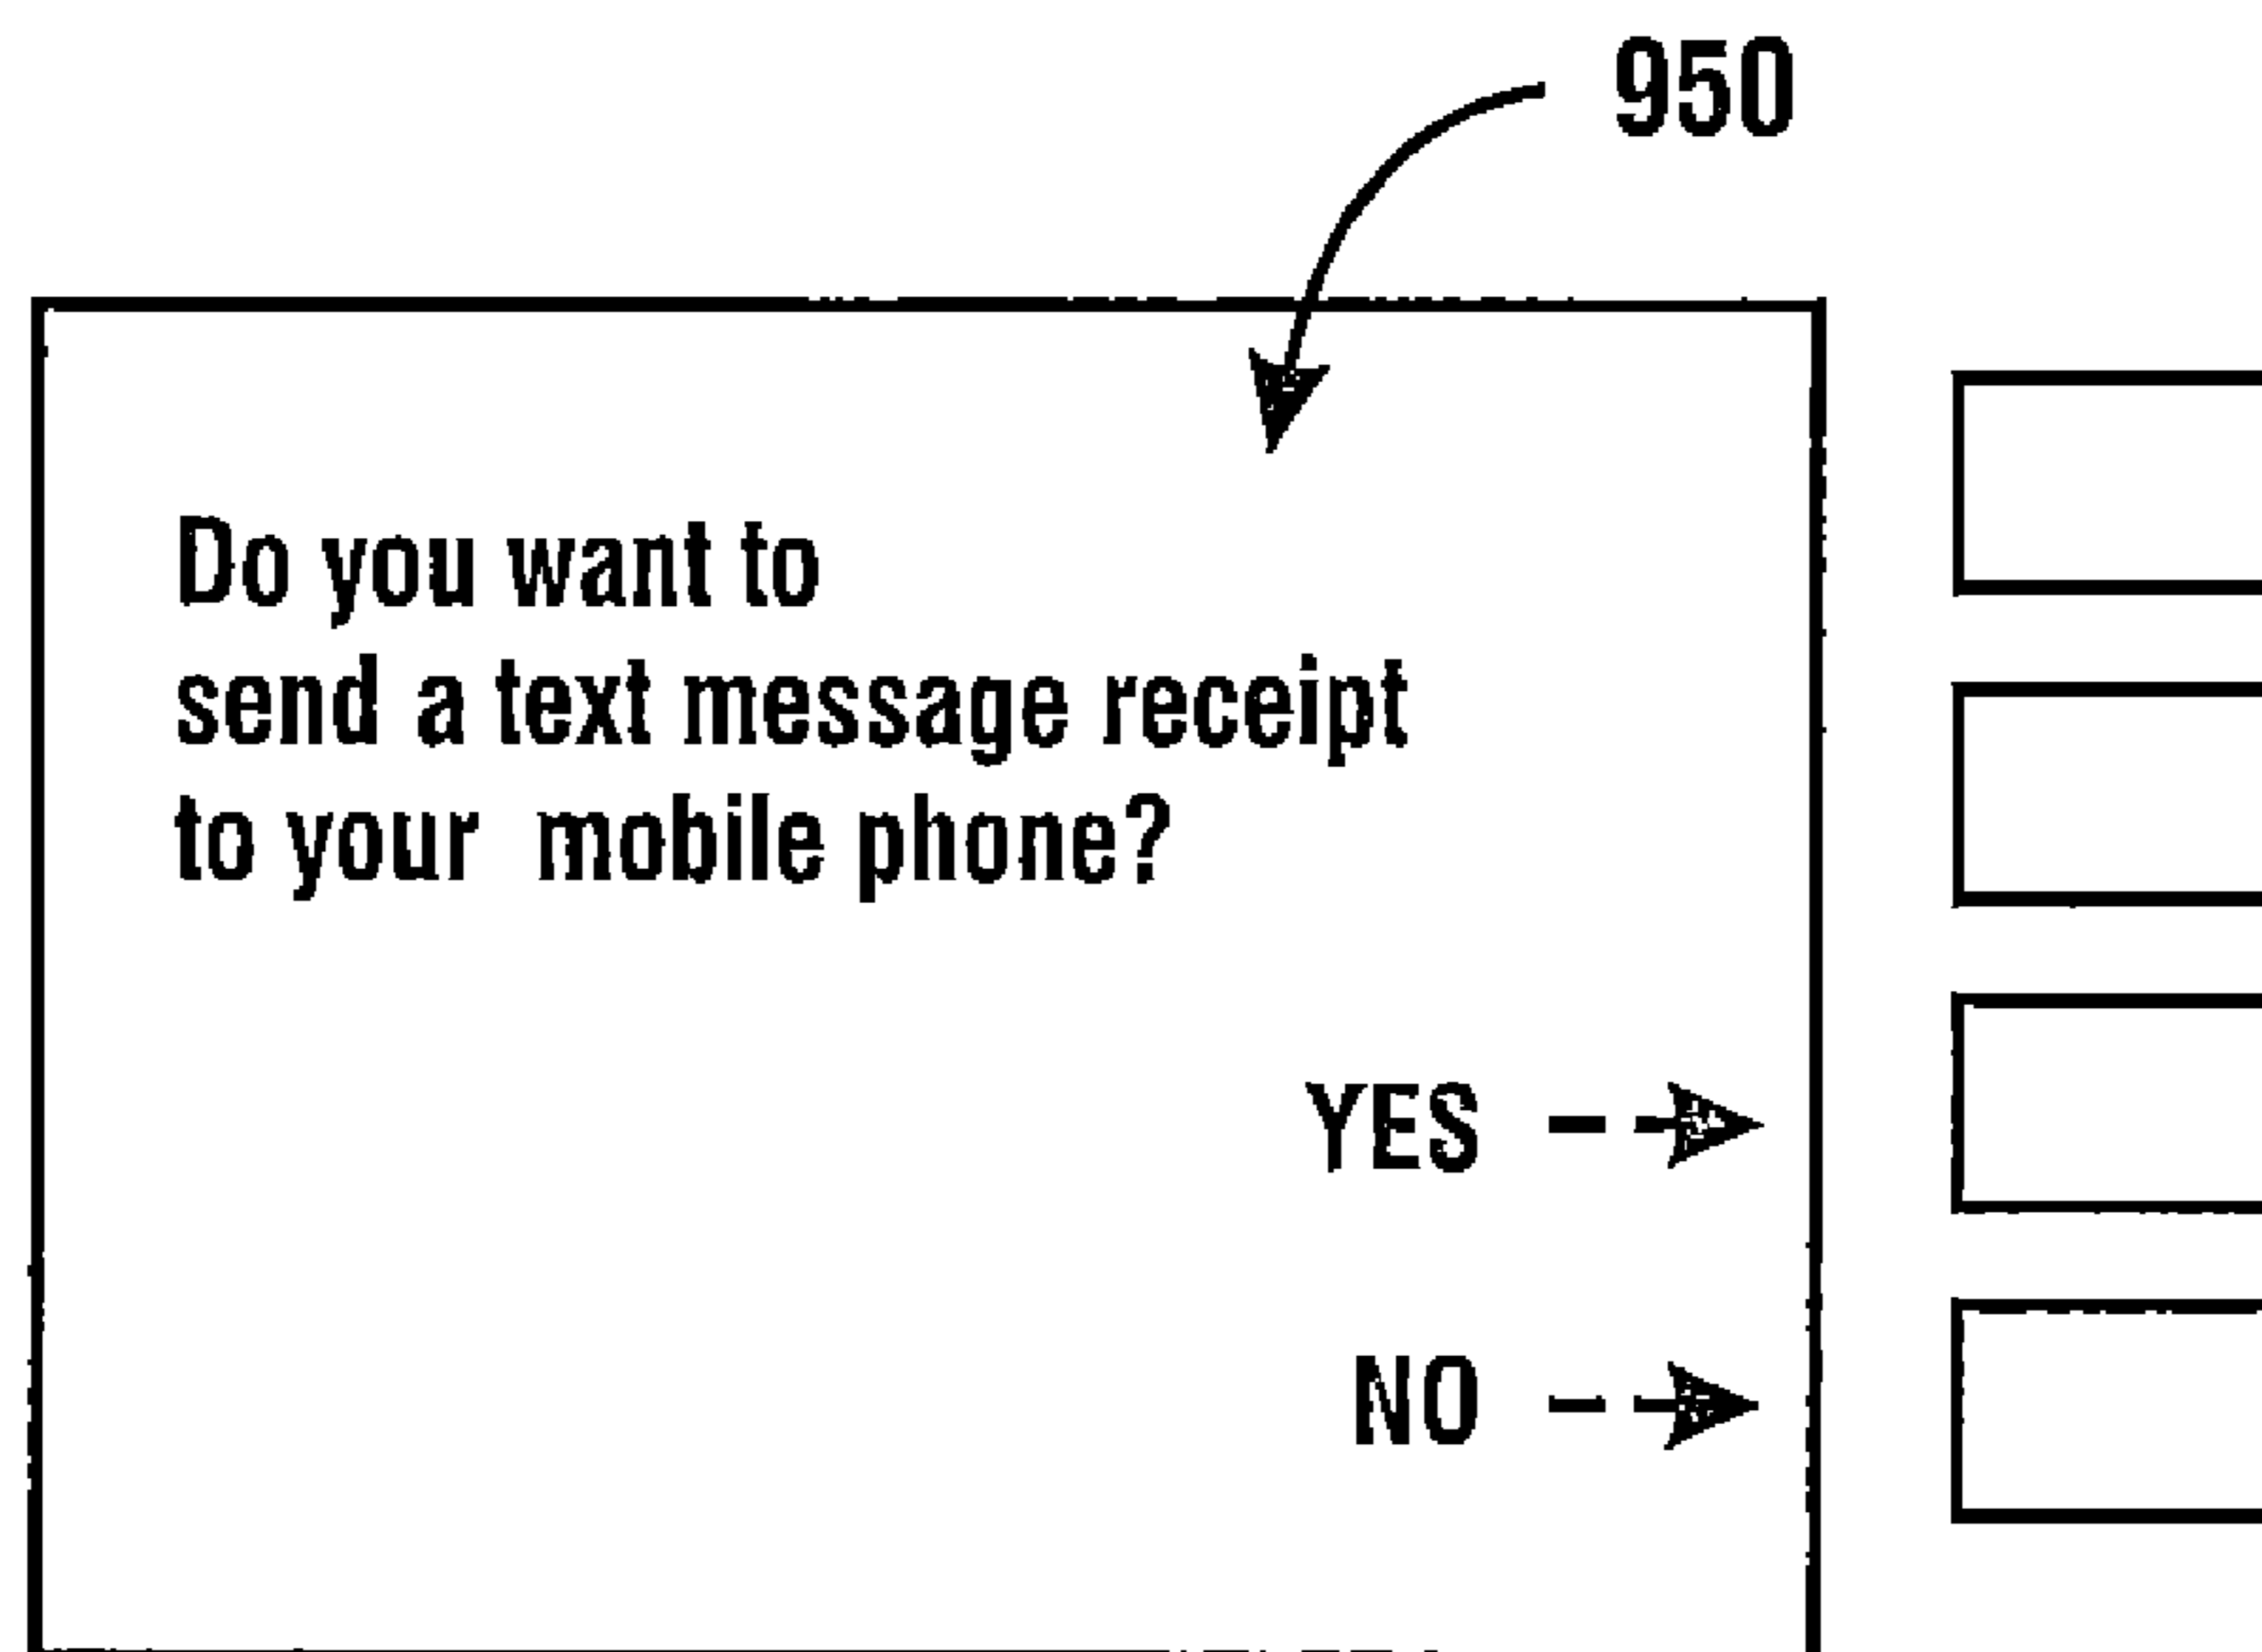 950
Do you want to
send a text message receipt
to your mobile phone?
YES
NO